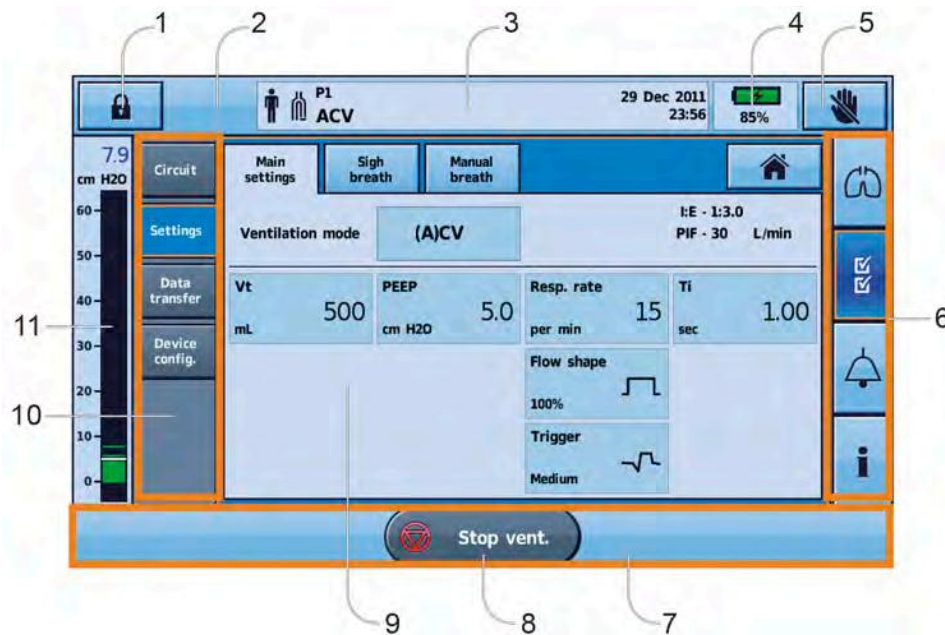 1
2
3
4
5
P1
ACV
29 Dec 2011
23:56
85%
7.9
cm H2O
60
50
40
30
20
10
0
Circuit
Settings
Data
transfer
Device
config.
Main
settings
Sigh
breath
Manual
breath
Ventilation mode
(A)CV
I:E - 1:3.0
PIF - 30 L/min
Vt
500
mL
PEEP
5.0
cm H2O
Resp. rate
15
per min
Ti
1.00
sec
Flow shape
100%
Trigger
Medium
6
11
10
Stop vent.
9
8
7